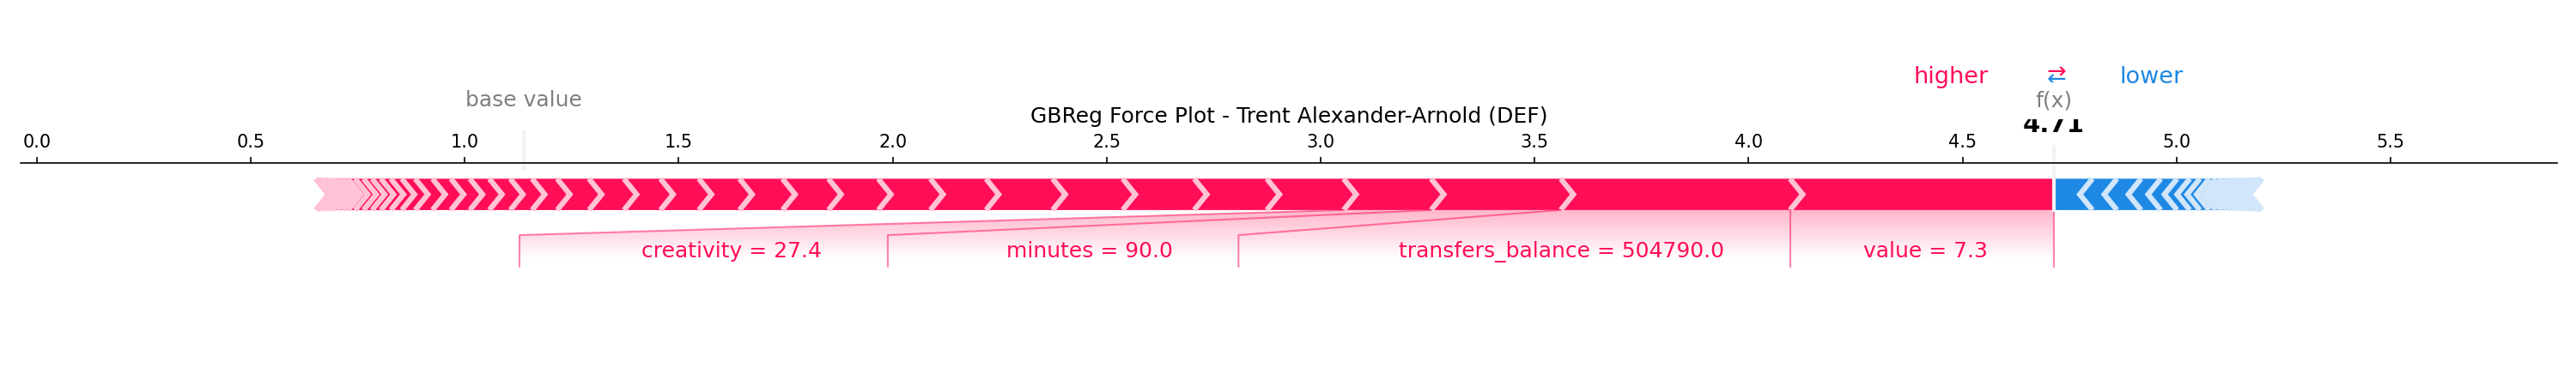 higher ⇄ lower
base value
f(x)
GBReg Force Plot - Trent Alexander-Arnold (DEF)
4.71
0.0 0.5 1.0 1.5 2.0 2.5 3.0 3.5 4.0 4.5 5.0 5.5
creativity = 27.4
minutes = 90.0
transfers_balance = 504790.0
value = 7.3